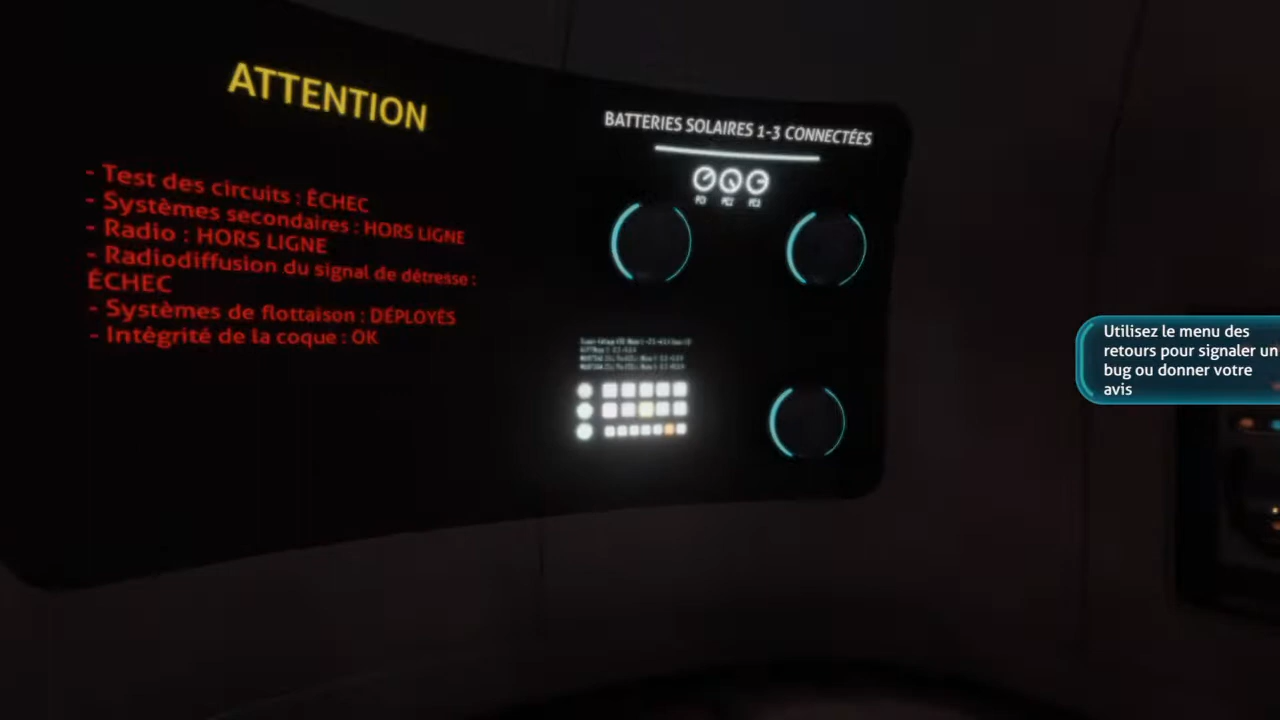 ATTENTION
- Test des circuits : ÉCHEC
- Systèmes secondaires : HORS LIGNE
- Radio : HORS LIGNE
- Radiodiffusion du signal de détresse :
ÉCHEC
- Systèmes de flottaison : DÉPLOYÉS
- Intégrité de la coque : OK
BATTERIES SOLAIRES 1-3 CONNECTÉES
Utilisez le menu des
retours pour signaler un
bug ou donner votre
avis